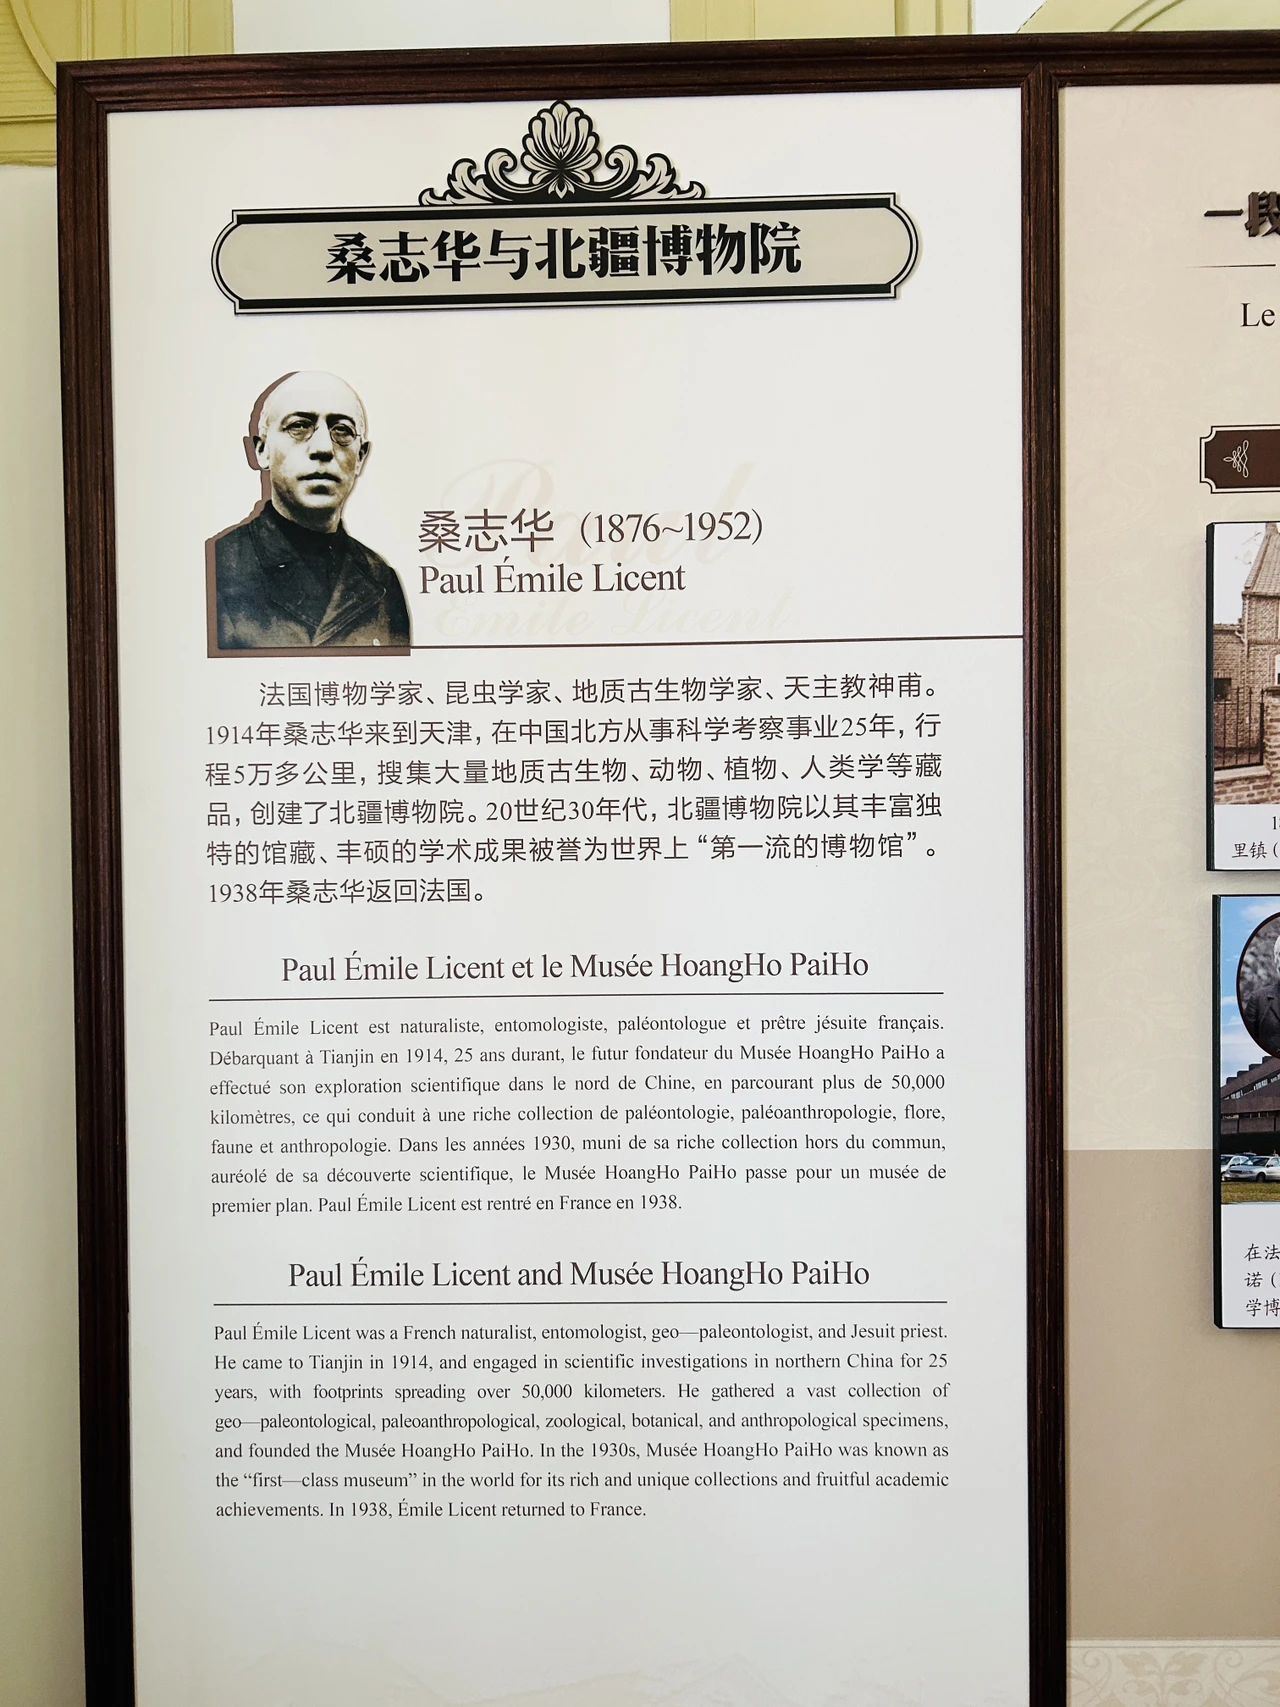 桑志华与北疆博物院
桑志华（1876~1952）
Paul Émile Licent
Paul
Émile Licent
法国博物学家、昆虫学家、地质古生物学家、天主教神甫。
1914年桑志华来到天津，在中国北方从事科学考察事业25年，行
程5万多公里，搜集大量地质古生物、动物、植物、人类学等藏
品，创建了北疆博物院。20世纪30年代，北疆博物院以其丰富独
特的馆藏、丰硕的学术成果被誉为世界上“第一流的博物馆”。
1938年桑志华返回法国。
Paul Émile Licent et le Musée HoangHo PaiHo
Paul Émile Licent est naturaliste, entomologiste, paléontologue et prêtre jésuite français.
Débarquant à Tianjin en 1914, 25 ans durant, le futur fondateur du Musée HoangHo PaiHo a
effectué son exploration scientifique dans le nord de Chine, en parcourant plus de 50,000
kilomètres, ce qui conduit à une riche collection de paléontologie, paléoanthropologie, flore,
faune et anthropologie. Dans les années 1930, muni de sa riche collection hors du commun,
auréolé de sa découverte scientifique, le Musée HoangHo PaiHo passe pour un musée de
premier plan. Paul Émile Licent est rentré en France en 1938.
Paul Émile Licent and Musée HoangHo PaiHo
Paul Émile Licent was a French naturalist, entomologist, geo—paleontologist, and Jesuit priest.
He came to Tianjin in 1914, and engaged in scientific investigations in northern China for 25
years, with footprints spreading over 50,000 kilometers. He gathered a vast collection of
geo—paleontological, paleoanthropological, zoological, botanical, and anthropological specimens,
and founded the Musée HoangHo PaiHo. In the 1930s, Musée HoangHo PaiHo was known as
the “first—class museum” in the world for its rich and unique collections and fruitful academic
achievements. In 1938, Émile Licent returned to France.
一段
Le
里镇（
在法
诺（
学博